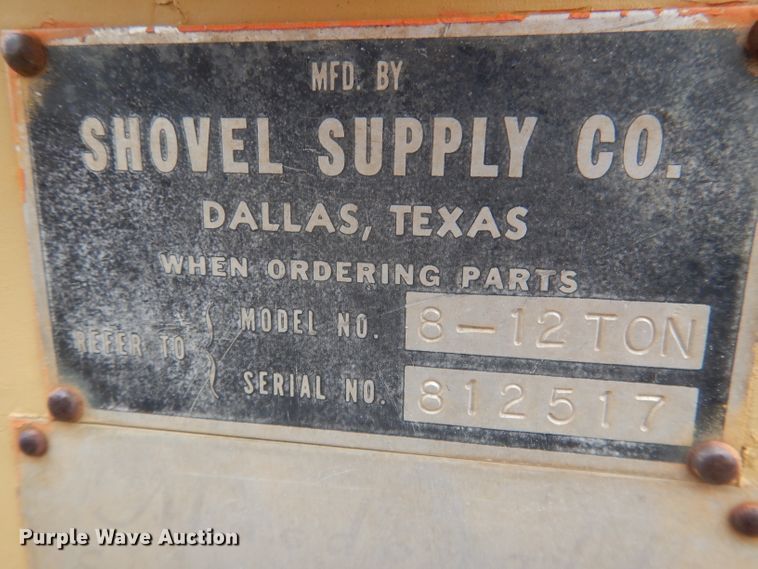 MFD. BY
SHOVEL SUPPLY CO.
DALLAS, TEXAS
WHEN ORDERING PARTS
REFER TO
MODEL NO. 8-12 TON
SERIAL NO. 812517
Purple Wave Auction